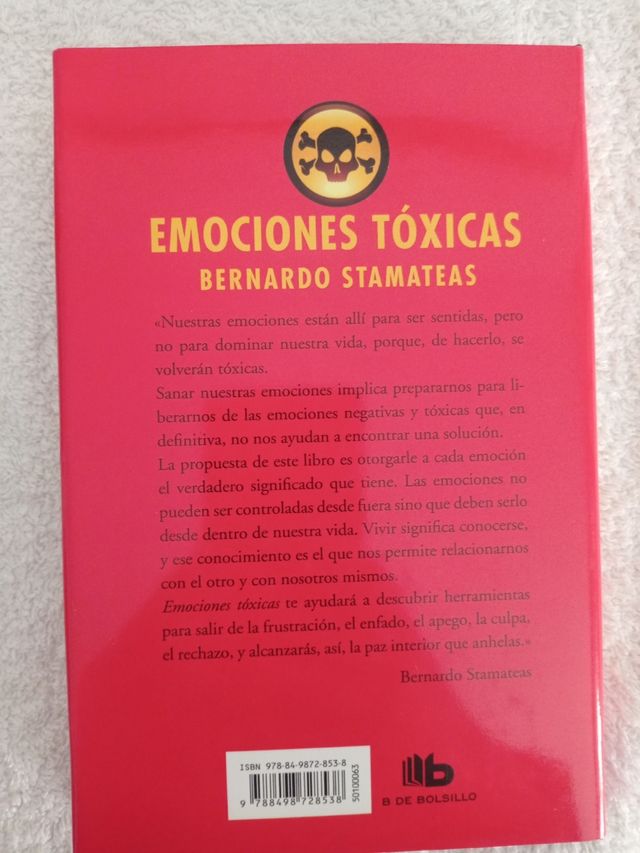 EMOCIONES TÓXICAS
BERNARDO STAMATEAS
«Nuestras emociones están allí para ser sentidas, pero
no para dominar nuestra vida, porque, de hacerlo, se
volverán tóxicas.
Sanar nuestras emociones implica prepararnos para li-
berarnos de las emociones negativas y tóxicas que, en
definitiva, no nos ayudan a encontrar una solución.
La propuesta de este libro es otorgarle a cada emoción
el verdadero significado que tiene. Las emociones no
pueden ser controladas desde fuera sino que deben serlo
desde dentro de nuestra vida. Vivir significa conocerse,
y ese conocimiento es el que nos permite relacionarnos
con el otro y con nosotros mismos.
Emociones tóxicas te ayudará a descubrir herramientas
para salir de la frustración, el enfado, el apego, la culpa,
el rechazo, y alcanzarás, así, la paz interior que anhelas.»
Bernardo Stamateas
ISBN 978-84-9872-853-8
9 788498 728538
50100063
b
B DE BOLSILLO